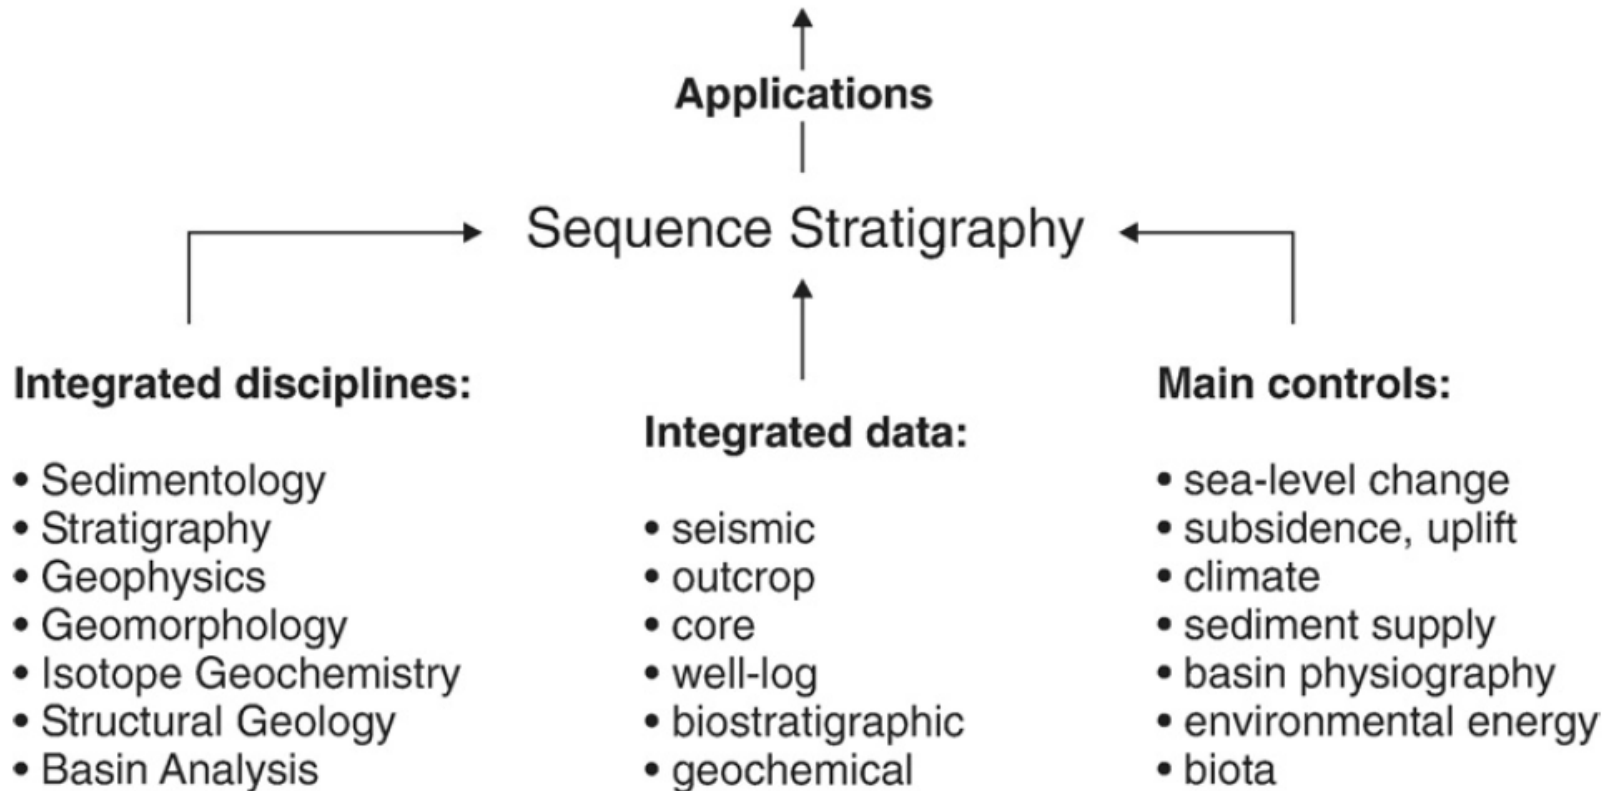 Applications
Sequence Stratigraphy
Integrated disciplines:
• Sedimentology
• Stratigraphy
• Geophysics
• Geomorphology
• Isotope Geochemistry
• Structural Geology
• Basin Analysis
Integrated data:
• seismic
• outcrop
• core
• well-log
• biostratigraphic
• geochemical
Main controls:
• sea-level change
• subsidence, uplift
• climate
• sediment supply
• basin physiography
• environmental energy
• biota